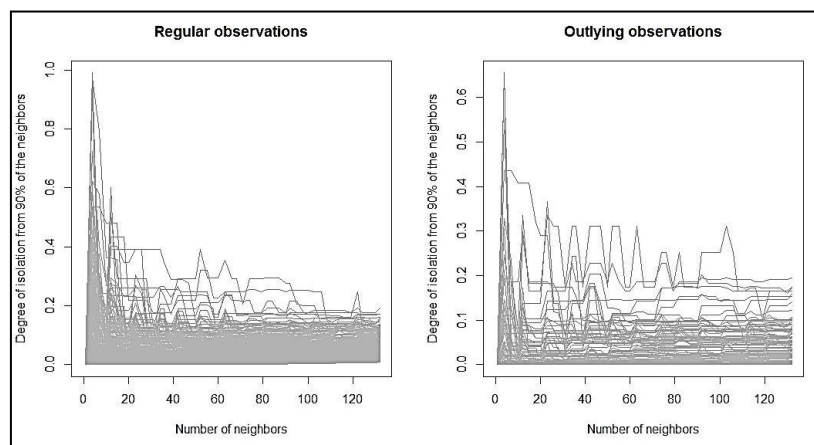 Regular observations
Degree of isolation from 90% of the neighbors
1.0
0.8
0.6
0.4
0.2
0.0
0 20 40 60 80 100 120
Number of neighbors
Outlying observations
Degree of isolation from 90% of the neighbors
0.6
0.5
0.4
0.3
0.2
0.1
0.0
0 20 40 60 80 100 120
Number of neighbors